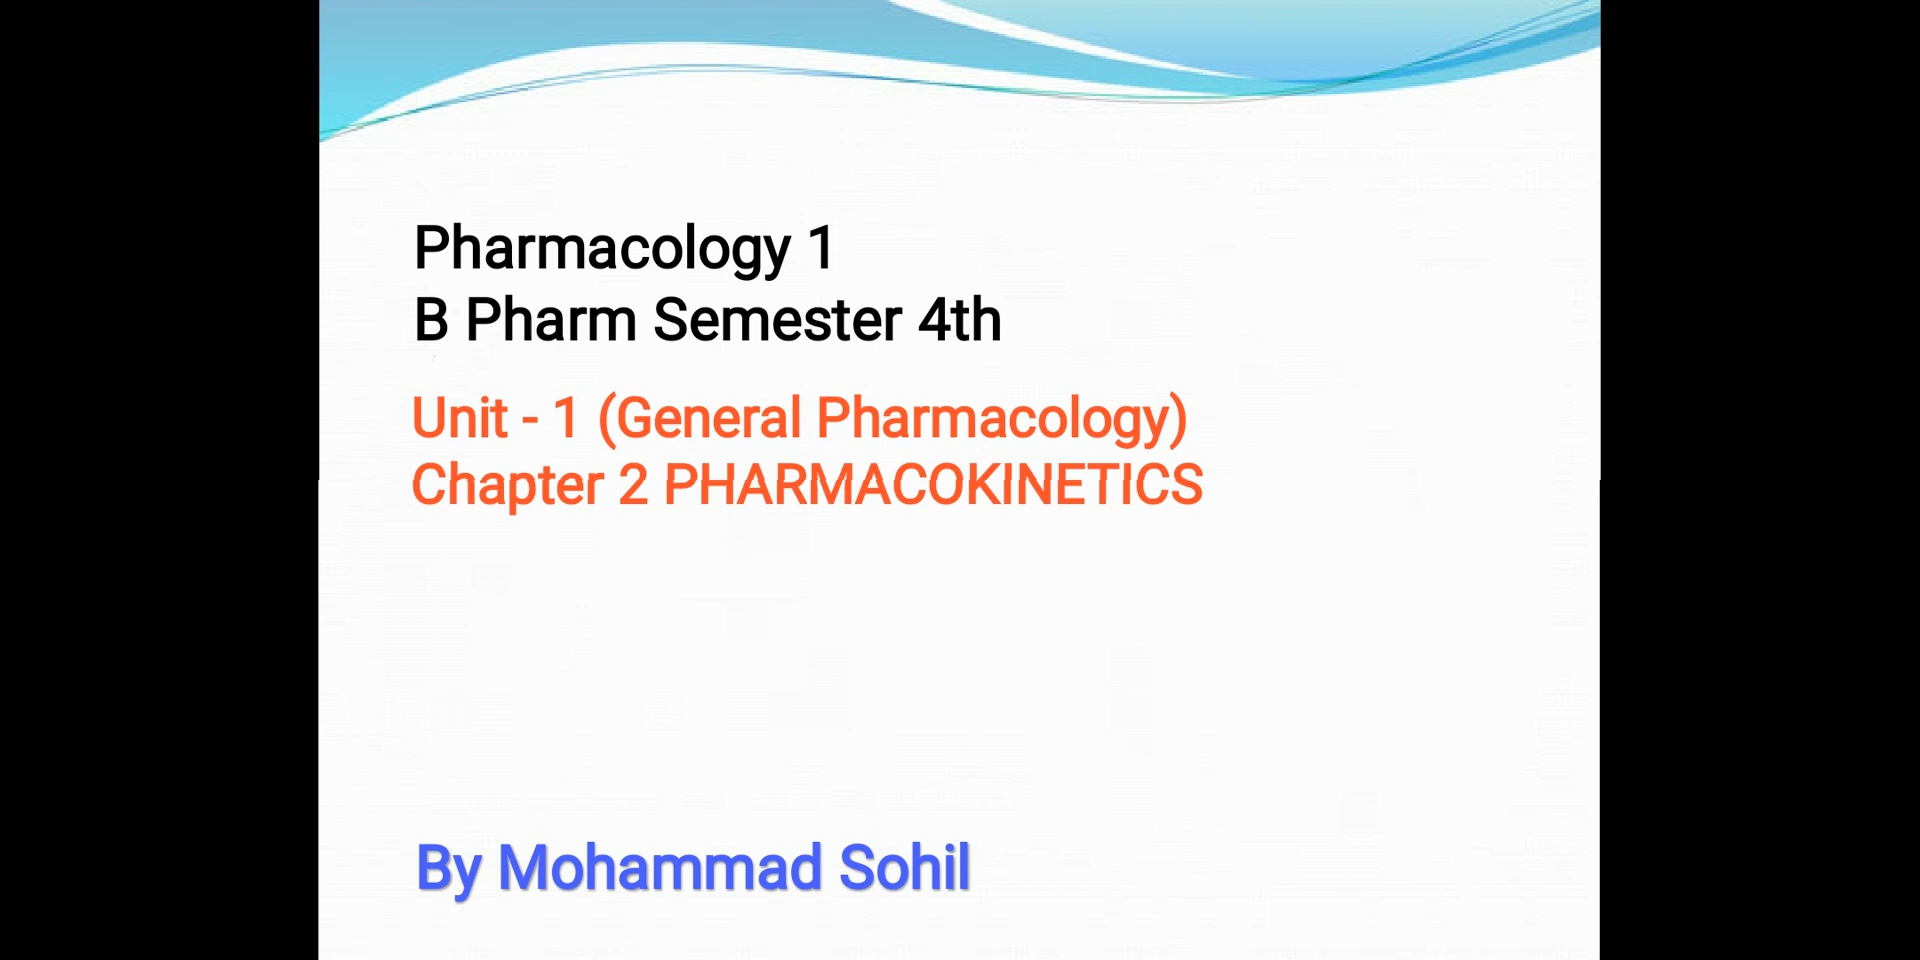 Pharmacology 1
B Pharm Semester 4th
Unit - 1 (General Pharmacology)
Chapter 2 PHARMACOKINETICS
By Mohammad Sohil